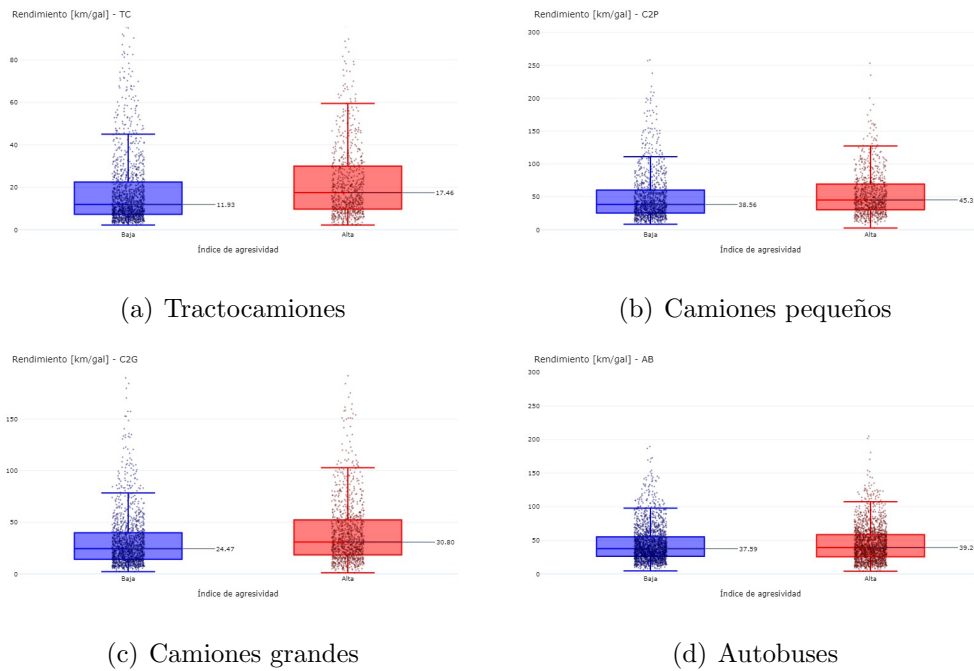 Rendimiento [km/gal] - TC
80
60
40
20
0
11.93
17.46
Baja
Alta
Índice de agresividad
(a) Tractocamiones
Rendimiento [km/gal] - C2P
300
250
200
150
100
50
0
38.56
45.3
Baja
Alta
Índice de agresividad
(b) Camiones pequeños
Rendimiento [km/gal] - C2G
150
100
50
0
24.47
30.80
Baja
Alta
Índice de agresividad
(c) Camiones grandes
Rendimiento [km/gal] - AB
300
250
200
150
100
50
0
37.59
39.2
Baja
Alta
Índice de agresividad
(d) Autobuses